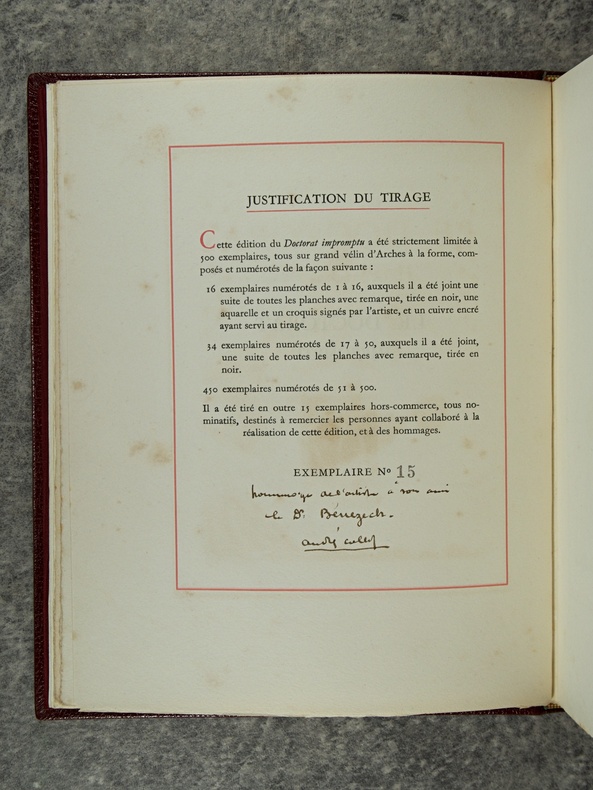 JUSTIFICATION DU TIRAGE
Cette édition du Doctorat impromptu a été strictement limitée à
500 exemplaires, tous sur grand vélin d'Arches à la forme, com-
posés et numérotés de la façon suivante :
16 exemplaires numérotés de 1 à 16, auxquels il a été joint une
suite de toutes les planches avec remarque, tirée en noir, une
aquarelle et un croquis signés par l'artiste, et un cuivre encré
ayant servi au tirage.
34 exemplaires numérotés de 17 à 50, auxquels il a été joint,
une suite de toutes les planches avec remarque, tirée en
noir.
450 exemplaires numérotés de 51 à 500.
Il a été tiré en outre 15 exemplaires hors-commerce, tous no-
minatifs, destinés à remercier les personnes ayant collaboré à la
réalisation de cette édition, et à des hommages.
EXEMPLAIRE No 15
hommage de l'artiste à son ami
le Dr Bénezech.
andré collot